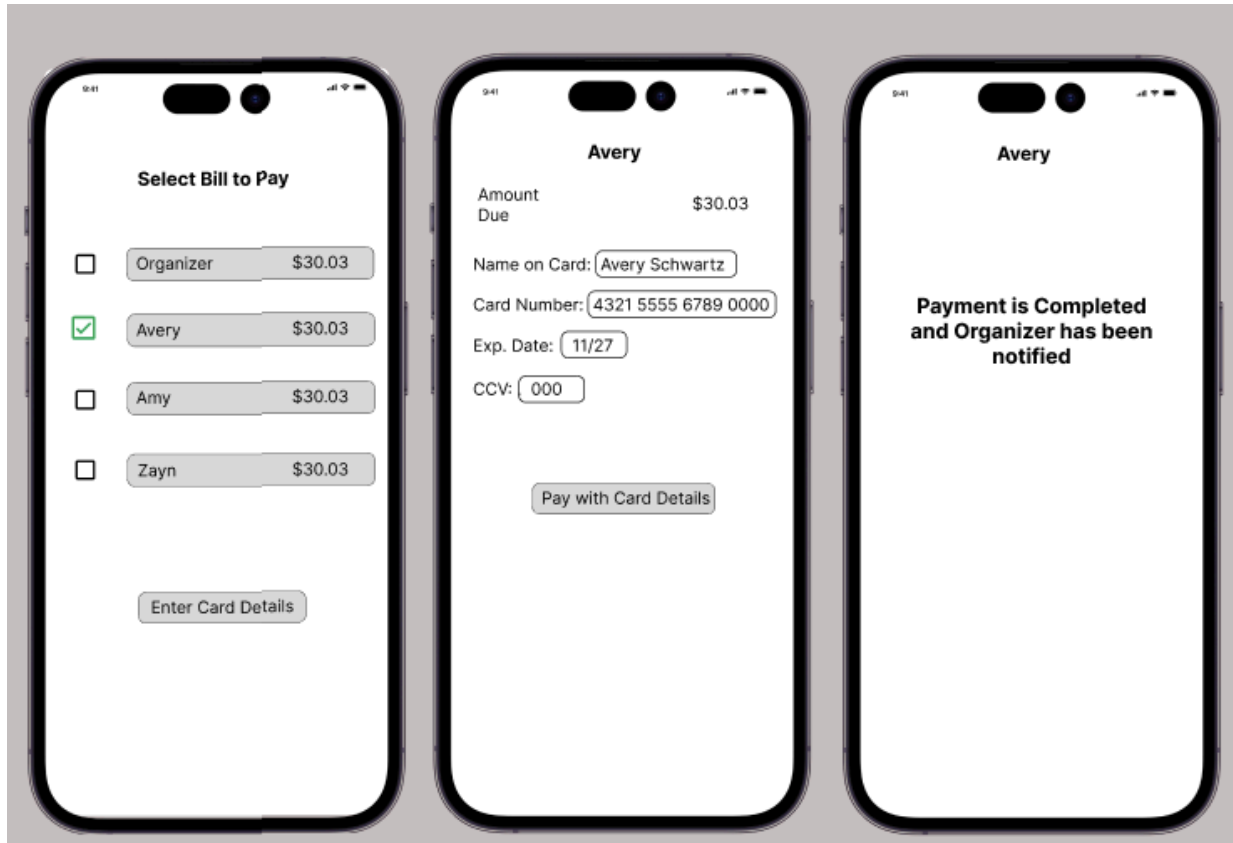 9:41
Select Bill to Pay
Organizer $30.03
Avery $30.03
Amy $30.03
Zayn $30.03
Enter Card Details
9:41
Avery
Amount
Due
$30.03
Name on Card: Avery Schwartz
Card Number: 4321 5555 6789 0000
Exp. Date: 11/27
CCV: 000
Pay with Card Details
9:41
Avery
Payment is Completed
and Organizer has been
notified